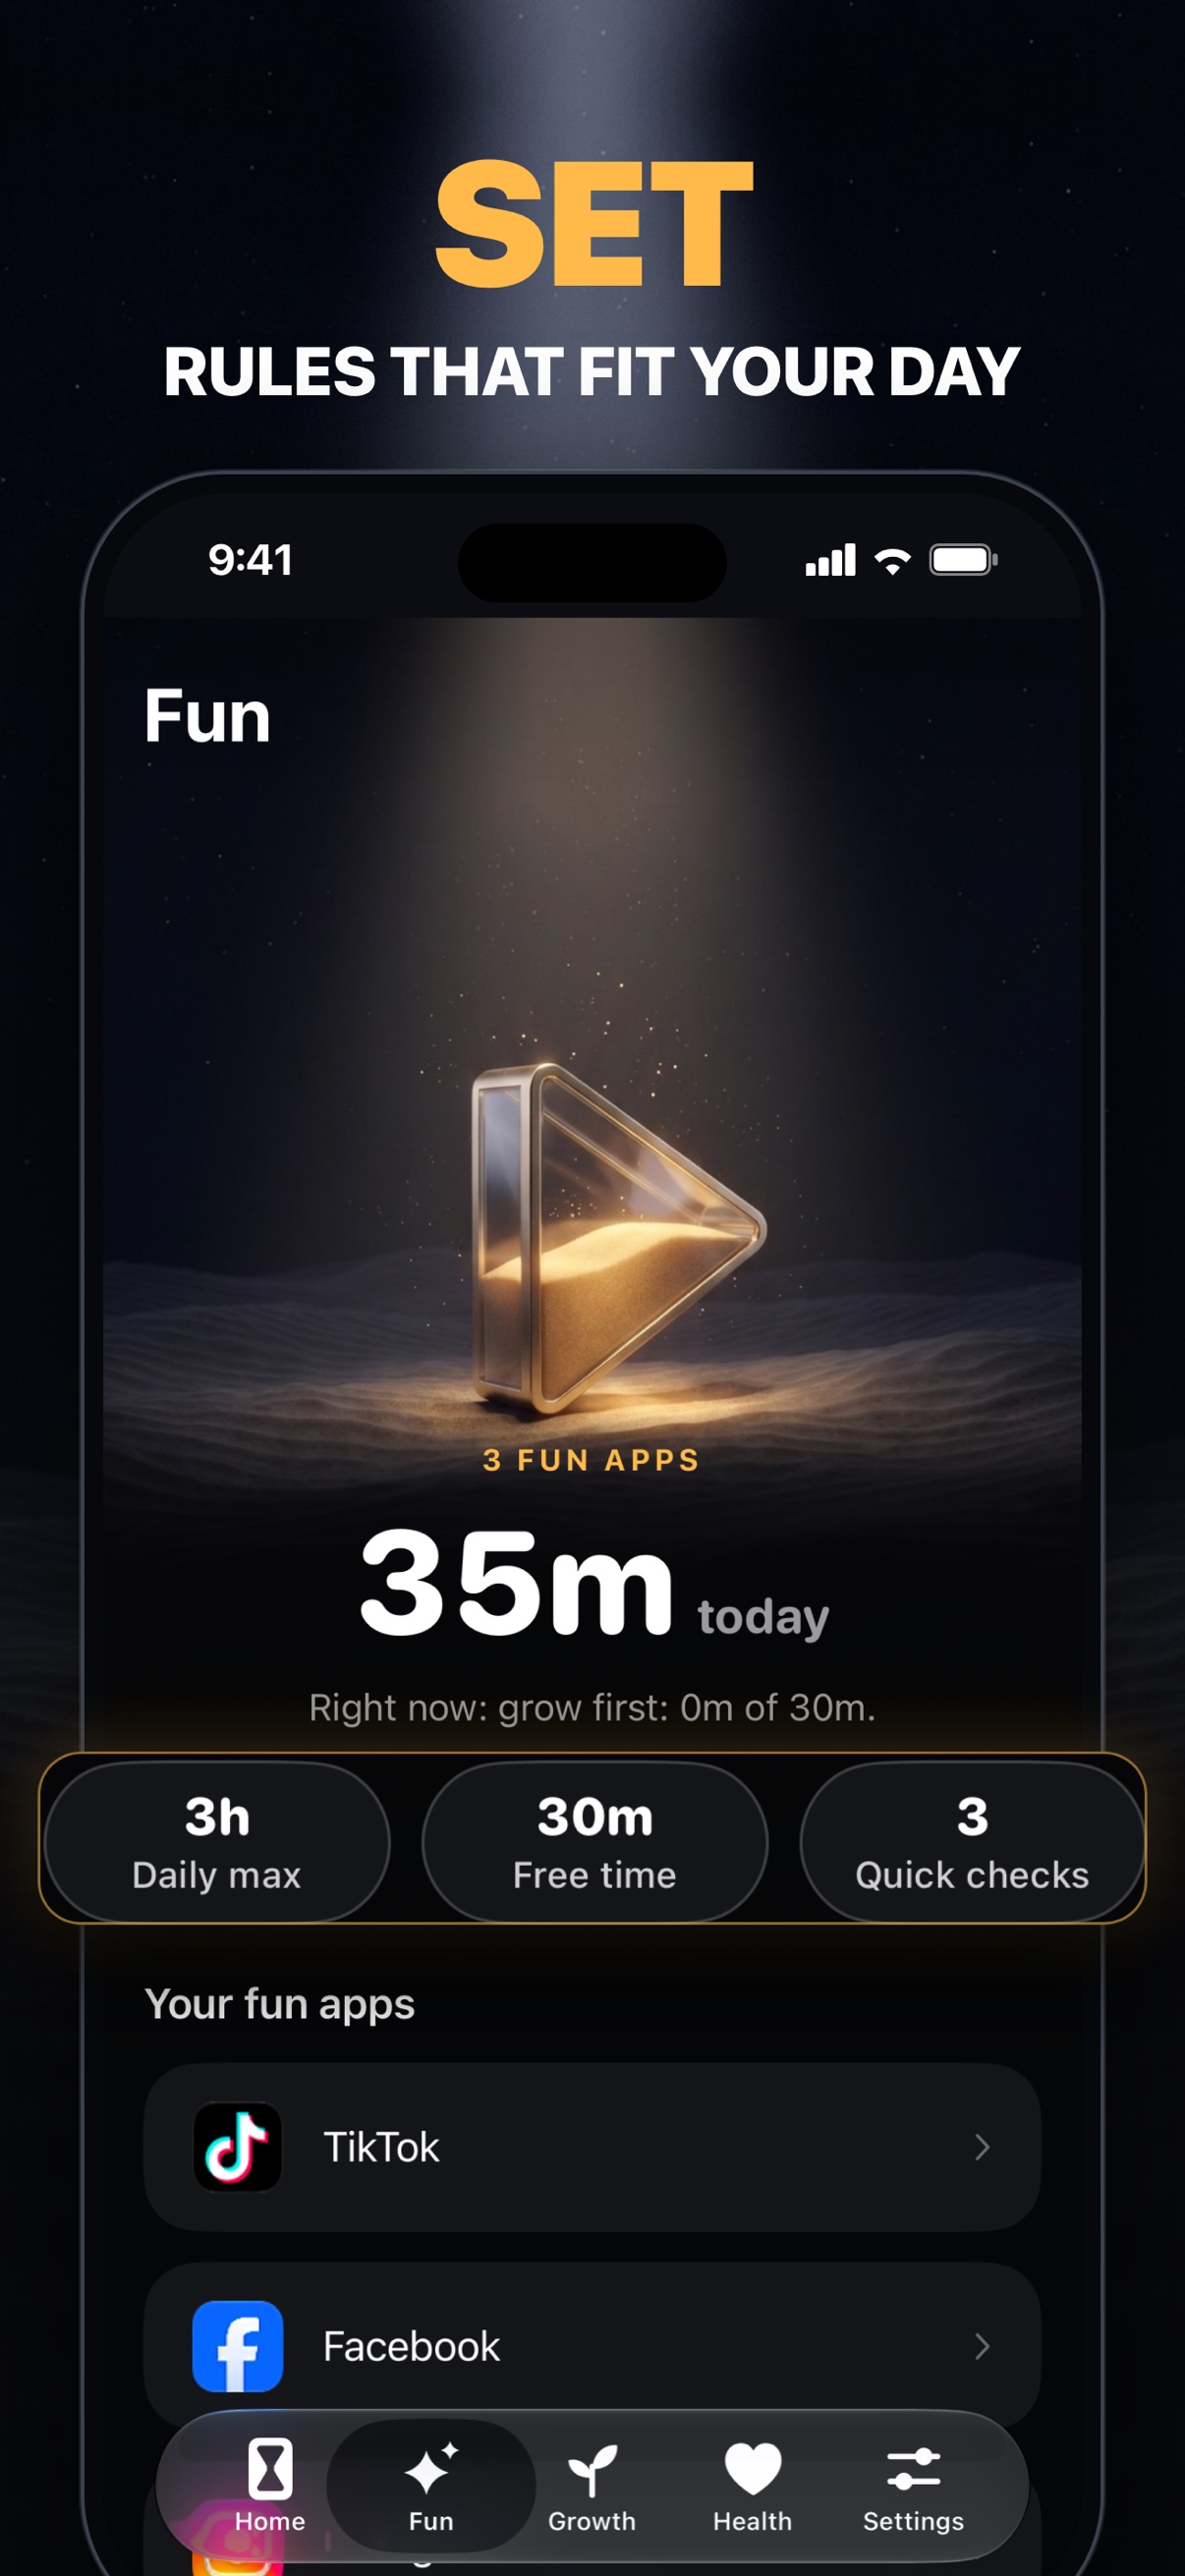 SET
RULES THAT FIT YOUR DAY
9:41
Fun
3 FUN APPS
35m today
Right now: grow first: 0m of 30m.
3h 30m 3
Daily max Free time Quick checks
Your fun apps
TikTok
Facebook
Home Fun Growth Health Settings